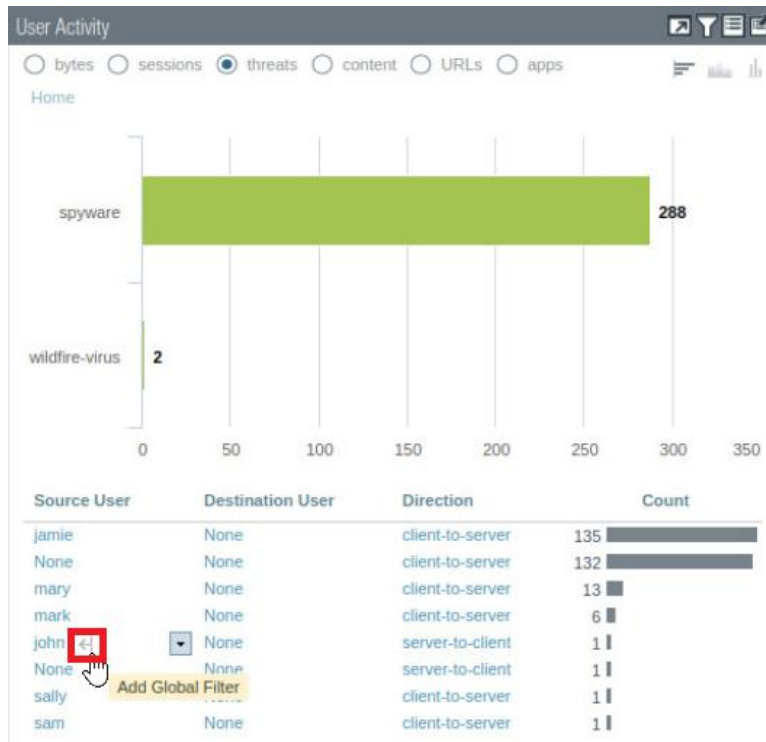 User Activity
bytes sessions threats content URLs apps
Home
spyware 288
wildfire-virus 2
0 50 100 150 200 250 300 350
Source User Destination User Direction Count
jamie None client-to-server 135
None None client-to-server 132
mary None client-to-server 13
mark None client-to-server 6
john None server-to-client 1
None None server-to-client 1
Add Global Filter
sally None client-to-server 1
sam None client-to-server 1